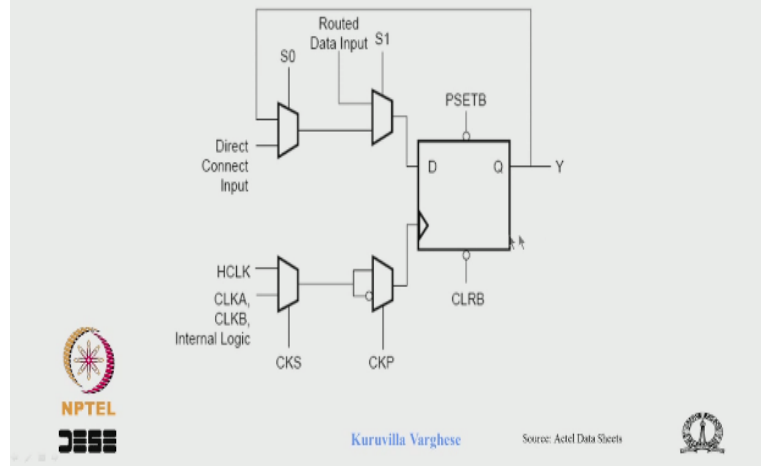 Routed
Data Input
S1
S0
PSETB
Direct
Connect
Input
D
Q
Y
HCLK
CLKA,
CLKB,
Internal Logic
CLRB
CKS
CKP
NPTEL
DESE
Kuruvilla Varghese
Source: Actel Data Sheets